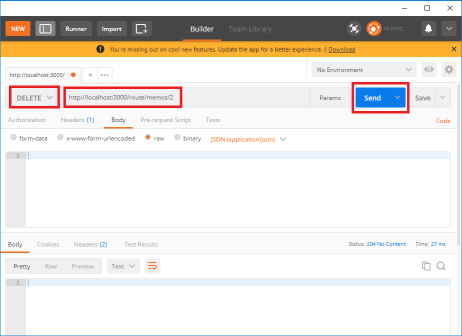 NEW Runner Import Builder Team Library IN SYNC
You're missing out on cool new features. Update the app for a better experience. :) Download
http://localhost:3000/ + ••• No Environment
DELETE http://localhost:3000/route/memos/2 Params Send Save
Authorization Headers (1) Body Pre-request Script Tests Code
form-data x-www-form-urlencoded raw binary JSON (application/json)
1
Body Cookies Headers (2) Test Results Status: 204 No Content Time: 27 ms
Pretty Raw Preview Text
1